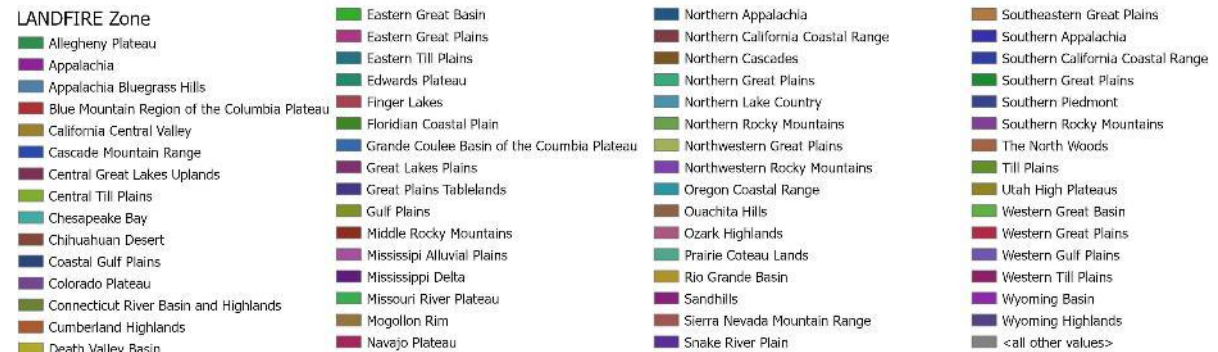 LANDFIRE Zone
Allegheny Plateau
Appalachia
Appalachia Bluegrass Hills
Blue Mountain Region of the Columbia Plateau
California Central Valley
Cascade Mountain Range
Central Great Lakes Uplands
Central Till Plains
Chesapeake Bay
Chihuahuan Desert
Coastal Gulf Plains
Colorado Plateau
Connecticut River Basin and Highlands
Cumberland Highlands
Death Valley Basin
Eastern Great Basin
Eastern Great Plains
Eastern Till Plains
Edwards Plateau
Finger Lakes
Floridian Coastal Plain
Grande Coulee Basin of the Coumbia Plateau
Great Lakes Plains
Great Plains Tablelands
Gulf Plains
Middle Rocky Mountains
Mississipi Alluvial Plains
Mississippi Delta
Missouri River Plateau
Mogollon Rim
Navajo Plateau
Northern Appalachia
Northern California Coastal Range
Northern Cascades
Northern Great Plains
Northern Lake Country
Northern Rocky Mountains
Northwestern Great Plains
Northwestern Rocky Mountains
Oregon Coastal Range
Ouachita Hills
Ozark Highlands
Prairie Coteau Lands
Rio Grande Basin
Sandhills
Sierra Nevada Mountain Range
Snake River Plain
Southeastern Great Plains
Southern Appalachia
Southern California Coastal Range
Southern Great Plains
Southern Piedmont
Southern Rocky Mountains
The North Woods
Till Plains
Utah High Plateaus
Western Great Basin
Western Great Plains
Western Gulf Plains
Western Till Plains
Wyoming Basin
Wyoming Highlands
<all other values>